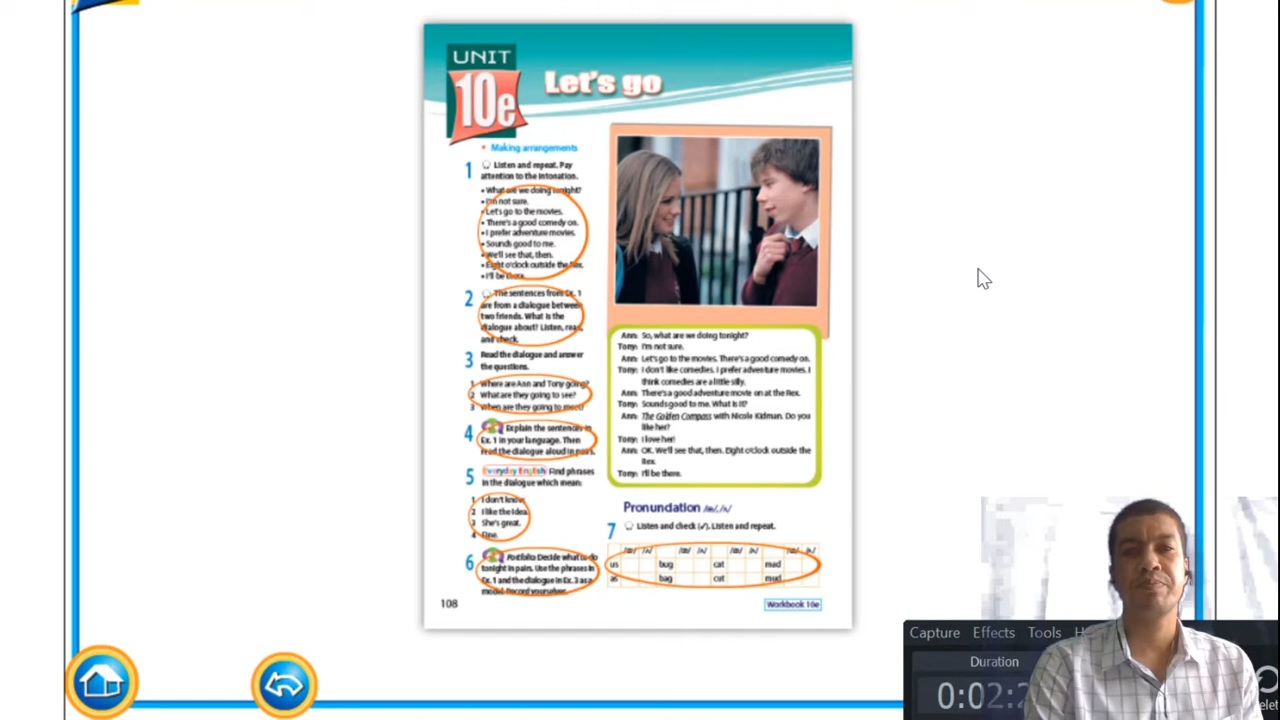 UNIT
10e
Let's go
Making arrangements
1 Listen and repeat. Pay
attention to the intonation.
• What are we doing tonight?
• I'm not sure.
• Let's go to the movies.
• There's a good comedy on.
• I prefer adventure movies.
• Sounds good to me.
• We'll see that, then.
• Eight o'clock outside the Rex.
• I'll be there.
2 The sentences from Ex. 1
are from a dialogue between
two friends. What is the
dialogue about? Listen, read,
and check.
3 Read the dialogue and answer
the questions.
1 Where are Ann and Tony going?
2 What are they going to see?
3 When are they going to meet?
4 Explain the sentences in
Ex. 1 in your language. Then
read the dialogue aloud in pairs.
5 Everyday English Find phrases
in the dialogue which mean:
1 I don't know.
2 I like the idea.
3 She's great.
4 Fine.
6 Portfolio: Decide what to do
tonight in pairs. Use the phrases in
Ex. 1 and the dialogue in Ex. 3 as a
model. Record yourselves.
108
Ann: So, what are we doing tonight?
Tony: I'm not sure.
Ann: Let's go to the movies. There's a good comedy on.
Tony: I don't like comedies. I prefer adventure movies. I
think comedies are a little silly.
Ann: There's a good adventure movie on at the Rex.
Tony: Sounds good to me. What is it?
Ann: The Golden Compass with Nicole Kidman. Do you
like her?
Tony: I love her!
Ann: OK. We'll see that, then. Eight o'clock outside the
Rex.
Tony: I'll be there.
Pronundation /æ/, /ʌ/
7 Listen and check (✓). Listen and repeat.
/æ/ /ʌ/ /æ/ /ʌ/ /æ/ /ʌ/ /æ/ /ʌ/
us bug cat mad
as bag cut mud
Workbook 10e
Capture Effects Tools
Duration
0:02:2